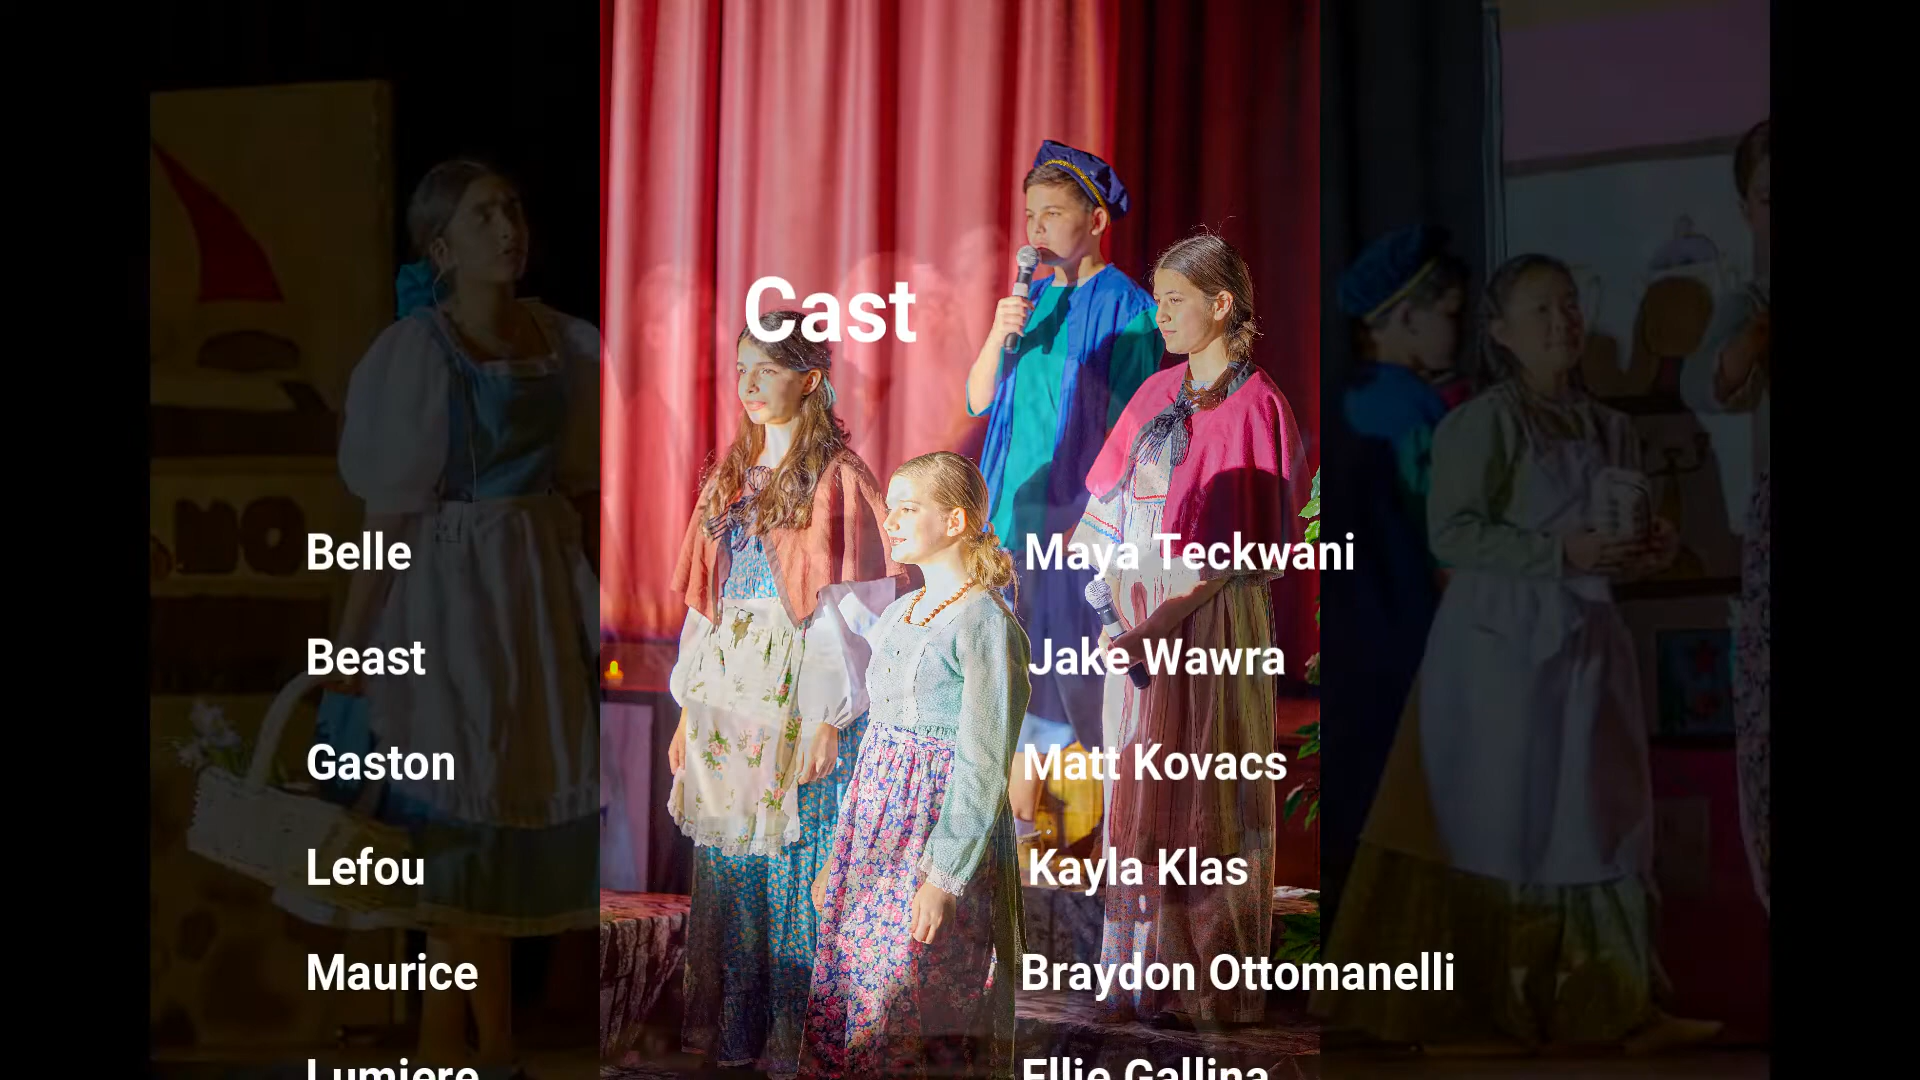 Cast
Belle Maya Teckwani
Beast Jake Wawra
Gaston Matt Kovacs
Lefou Kayla Klas
Maurice Braydon Ottomanelli
Lumiere Ellie Gallina